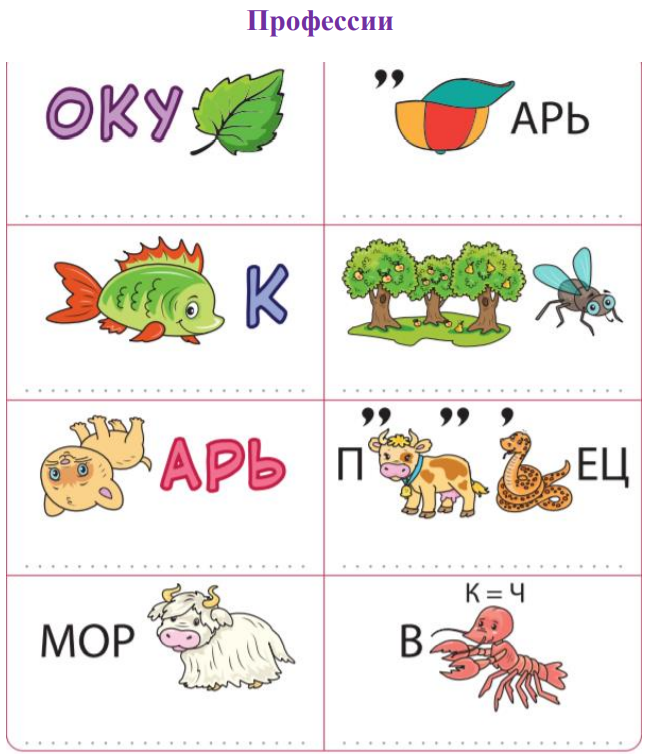 Профессии
ОКУ
,, АРЬ
К
АРЬ
П ,, ,, , ЕЦ
МОР
К = Ч
В